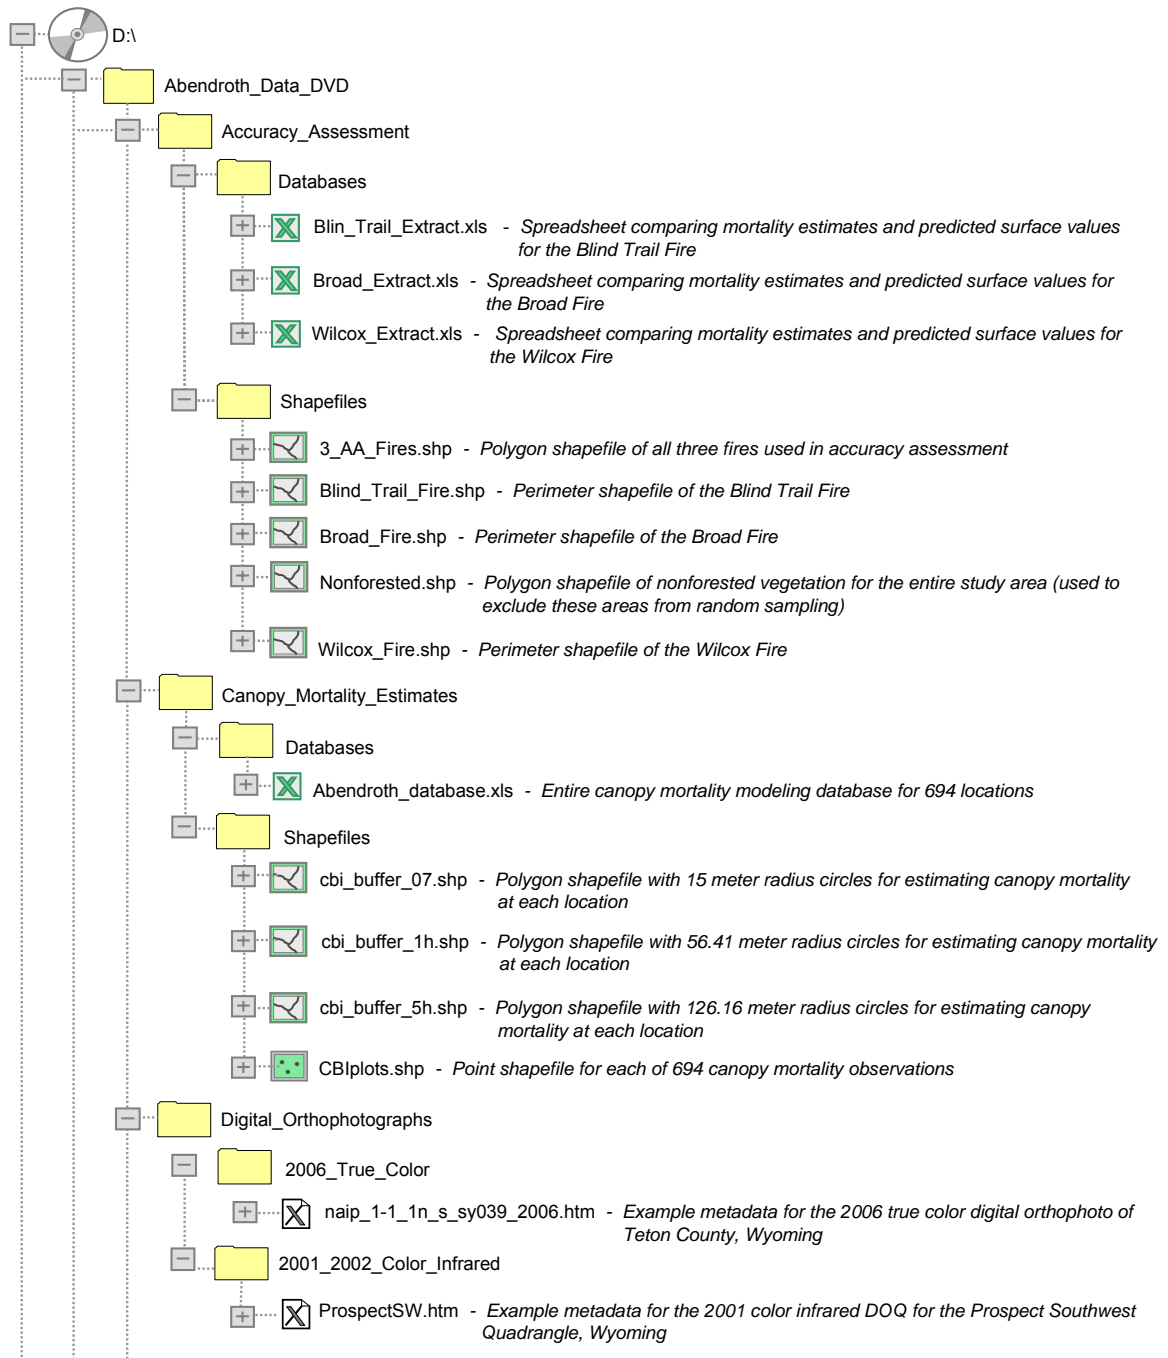 D:\
Abendroth_Data_DVD
Accuracy_Assessment
Databases
Blin_Trail_Extract.xls - Spreadsheet comparing mortality estimates and predicted surface values
for the Blind Trail Fire
Broad_Extract.xls - Spreadsheet comparing mortality estimates and predicted surface values for
the Broad Fire
Wilcox_Extract.xls - Spreadsheet comparing mortality estimates and predicted surface values for
the Wilcox Fire
Shapefiles
3_AA_Fires.shp - Polygon shapefile of all three fires used in accuracy assessment
Blind_Trail_Fire.shp - Perimeter shapefile of the Blind Trail Fire
Broad_Fire.shp - Perimeter shapefile of the Broad Fire
Nonforested.shp - Polygon shapefile of nonforested vegetation for the entire study area (used to
exclude these areas from random sampling)
Wilcox_Fire.shp - Perimeter shapefile of the Wilcox Fire
Canopy_Mortality_Estimates
Databases
Abendroth_database.xls - Entire canopy mortality modeling database for 694 locations
Shapefiles
cbi_buffer_07.shp - Polygon shapefile with 15 meter radius circles for estimating canopy mortality
at each location
cbi_buffer_1h.shp - Polygon shapefile with 56.41 meter radius circles for estimating canopy mortality
at each location
cbi_buffer_5h.shp - Polygon shapefile with 126.16 meter radius circles for estimating canopy
mortality at each location
CBIplots.shp - Point shapefile for each of 694 canopy mortality observations
Digital_Orthophotographs
2006_True_Color
naip_1-1_1n_s_sy039_2006.htm - Example metadata for the 2006 true color digital orthophoto of
Teton County, Wyoming
2001_2002_Color_Infrared
ProspectSW.htm - Example metadata for the 2001 color infrared DOQ for the Prospect Southwest
Quadrangle, Wyoming